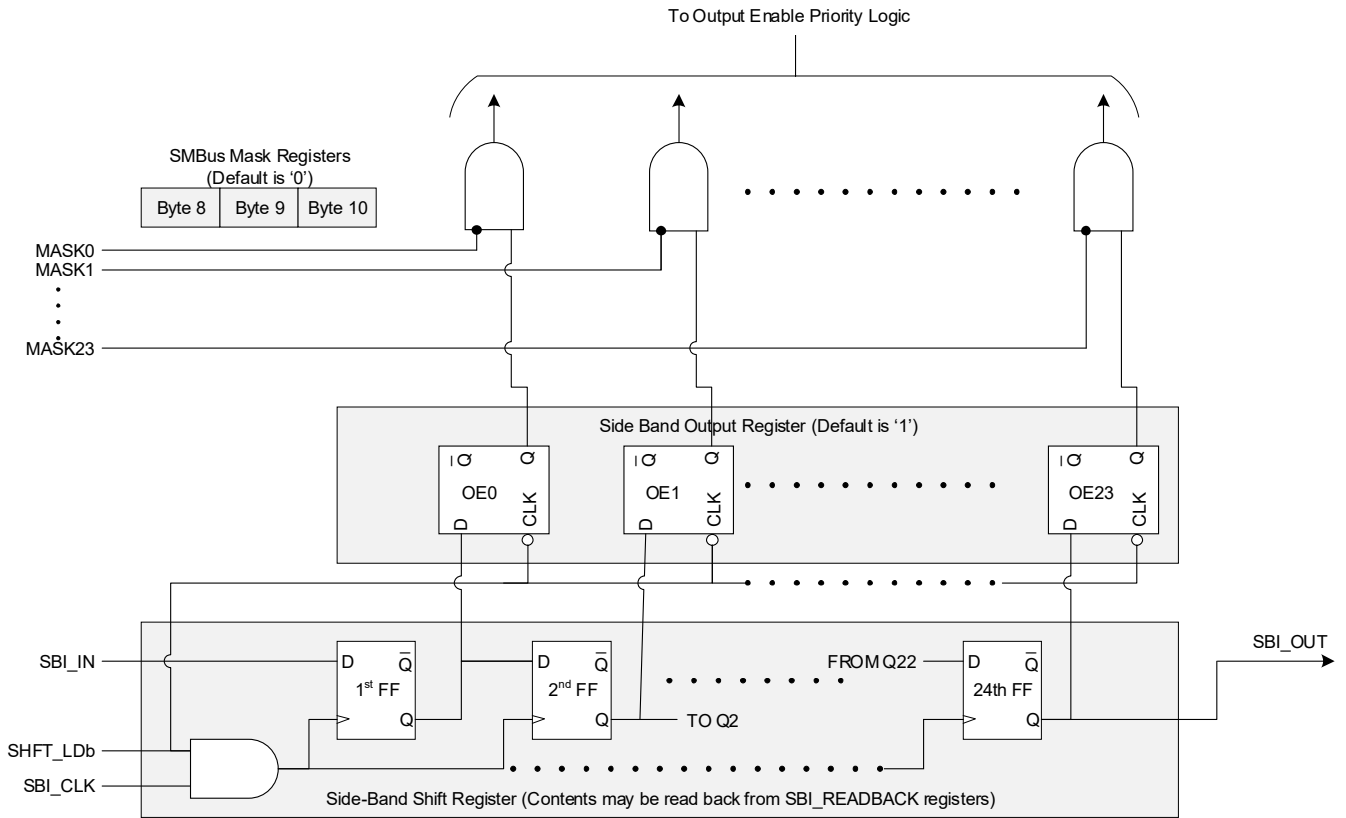 To Output Enable Priority Logic
SMBus Mask Registers
(Default is ‘0’)
Byte 8 Byte 9 Byte 10
MASK0
MASK1
MASK23
Side Band Output Register (Default is ‘1’)
Q Q
OE0
D CLK
Q Q
OE1
D CLK
Q Q
OE23
D CLK
SBI_IN
D Q
1st FF
Q
D Q
2nd FF
Q
TO Q2
FROM Q22
D Q
24th FF
Q
SBI_OUT
SHFT_LDb
SBI_CLK
Side-Band Shift Register (Contents may be read back from SBI_READBACK registers)